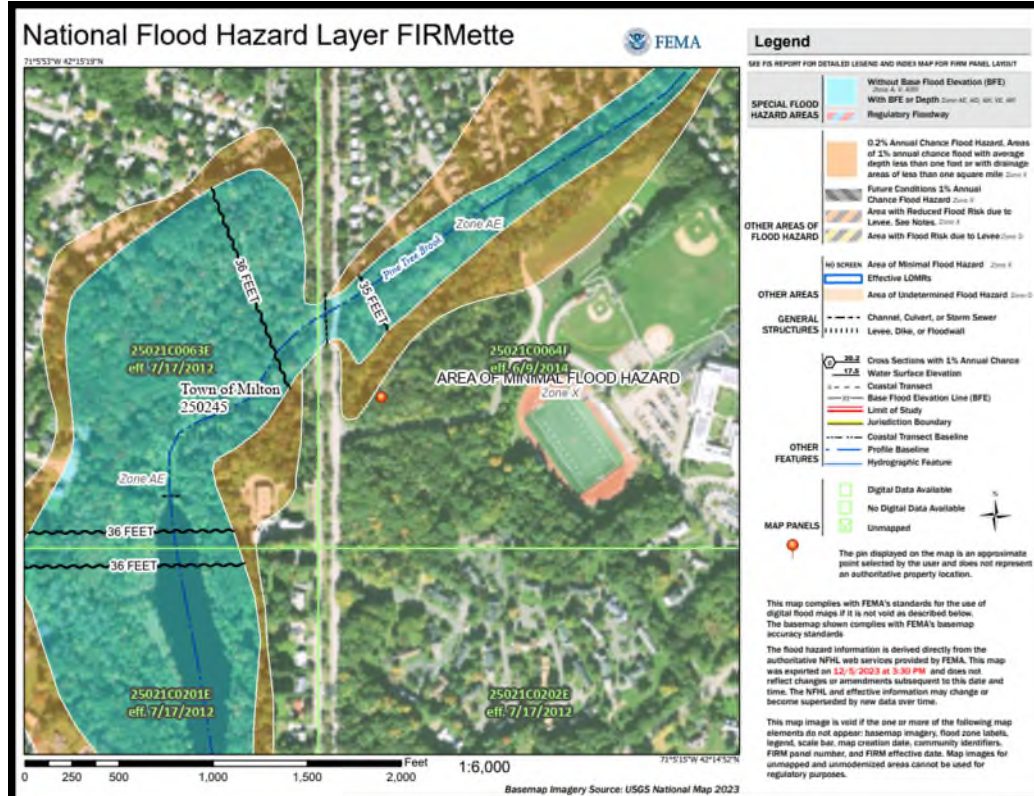 National Flood Hazard Layer FIRMette
FEMA
71°5'53"W 42°15'19"N
Zone AE
Pine Tree Brook
36 FEET
35 FEET
25021C0063E
eff. 7/17/2012
Town of Milton
250245
25021C0064F
eff. 6/9/2014
AREA OF MINIMAL FLOOD HAZARD
Zone X
Zone AE
36 FEET
36 FEET
25021C0201E
eff. 7/17/2012
25021C0202E
eff. 7/17/2012
71°5'15"W 42°14'52"N
0 250 500 1,000 1,500 2,000
Feet
1:6,000
Basemap Imagery Source: USGS National Map 2023
Legend
SEE FIS REPORT FOR DETAILED LEGEND AND INDEX MAP FOR FIRM PANEL LAYOUT
SPECIAL FLOOD
HAZARD AREAS
Without Base Flood Elevation (BFE)
Zone A, V, A99
With BFE or Depth Zone AE, AO, AH, VE, AR
Regulatory Floodway
OTHER AREAS OF
FLOOD HAZARD
0.2% Annual Chance Flood Hazard, Areas
of 1% annual chance flood with average
depth less than one foot or with drainage
areas of less than one square mile Zone X
Future Conditions 1% Annual
Chance Flood Hazard Zone X
Area with Reduced Flood Risk due to
Levee. See Notes. Zone X
Area with Flood Risk due to Levee Zone D
OTHER AREAS
NO SCREEN Area of Minimal Flood Hazard Zone X
Effective LOMRs
Area of Undetermined Flood Hazard Zone D
GENERAL
STRUCTURES
Channel, Culvert, or Storm Sewer
Levee, Dike, or Floodwall
OTHER
FEATURES
20.2 Cross Sections with 1% Annual Chance
17.5 Water Surface Elevation
Coastal Transect
Base Flood Elevation Line (BFE)
Limit of Study
Jurisdiction Boundary
Coastal Transect Baseline
Profile Baseline
Hydrographic Feature
MAP PANELS
Digital Data Available
No Digital Data Available
Unmapped
N
The pin displayed on the map is an approximate
point selected by the user and does not represent
an authoritative property location.
This map complies with FEMA's standards for the use of
digital flood maps if it is not void as described below.
The basemap shown complies with FEMA's basemap
accuracy standards
The flood hazard information is derived directly from the
authoritative NFHL web services provided by FEMA. This map
was exported on 12/5/2023 at 3:30 PM and does not
reflect changes or amendments subsequent to this date and
time. The NFHL and effective information may change or
become superseded by new data over time.
This map image is void if the one or more of the following map
elements do not appear: basemap imagery, flood zone labels,
legend, scale bar, map creation date, community identifiers,
FIRM panel number, and FIRM effective date. Map images for
unmapped and unmodernized areas cannot be used for
regulatory purposes.